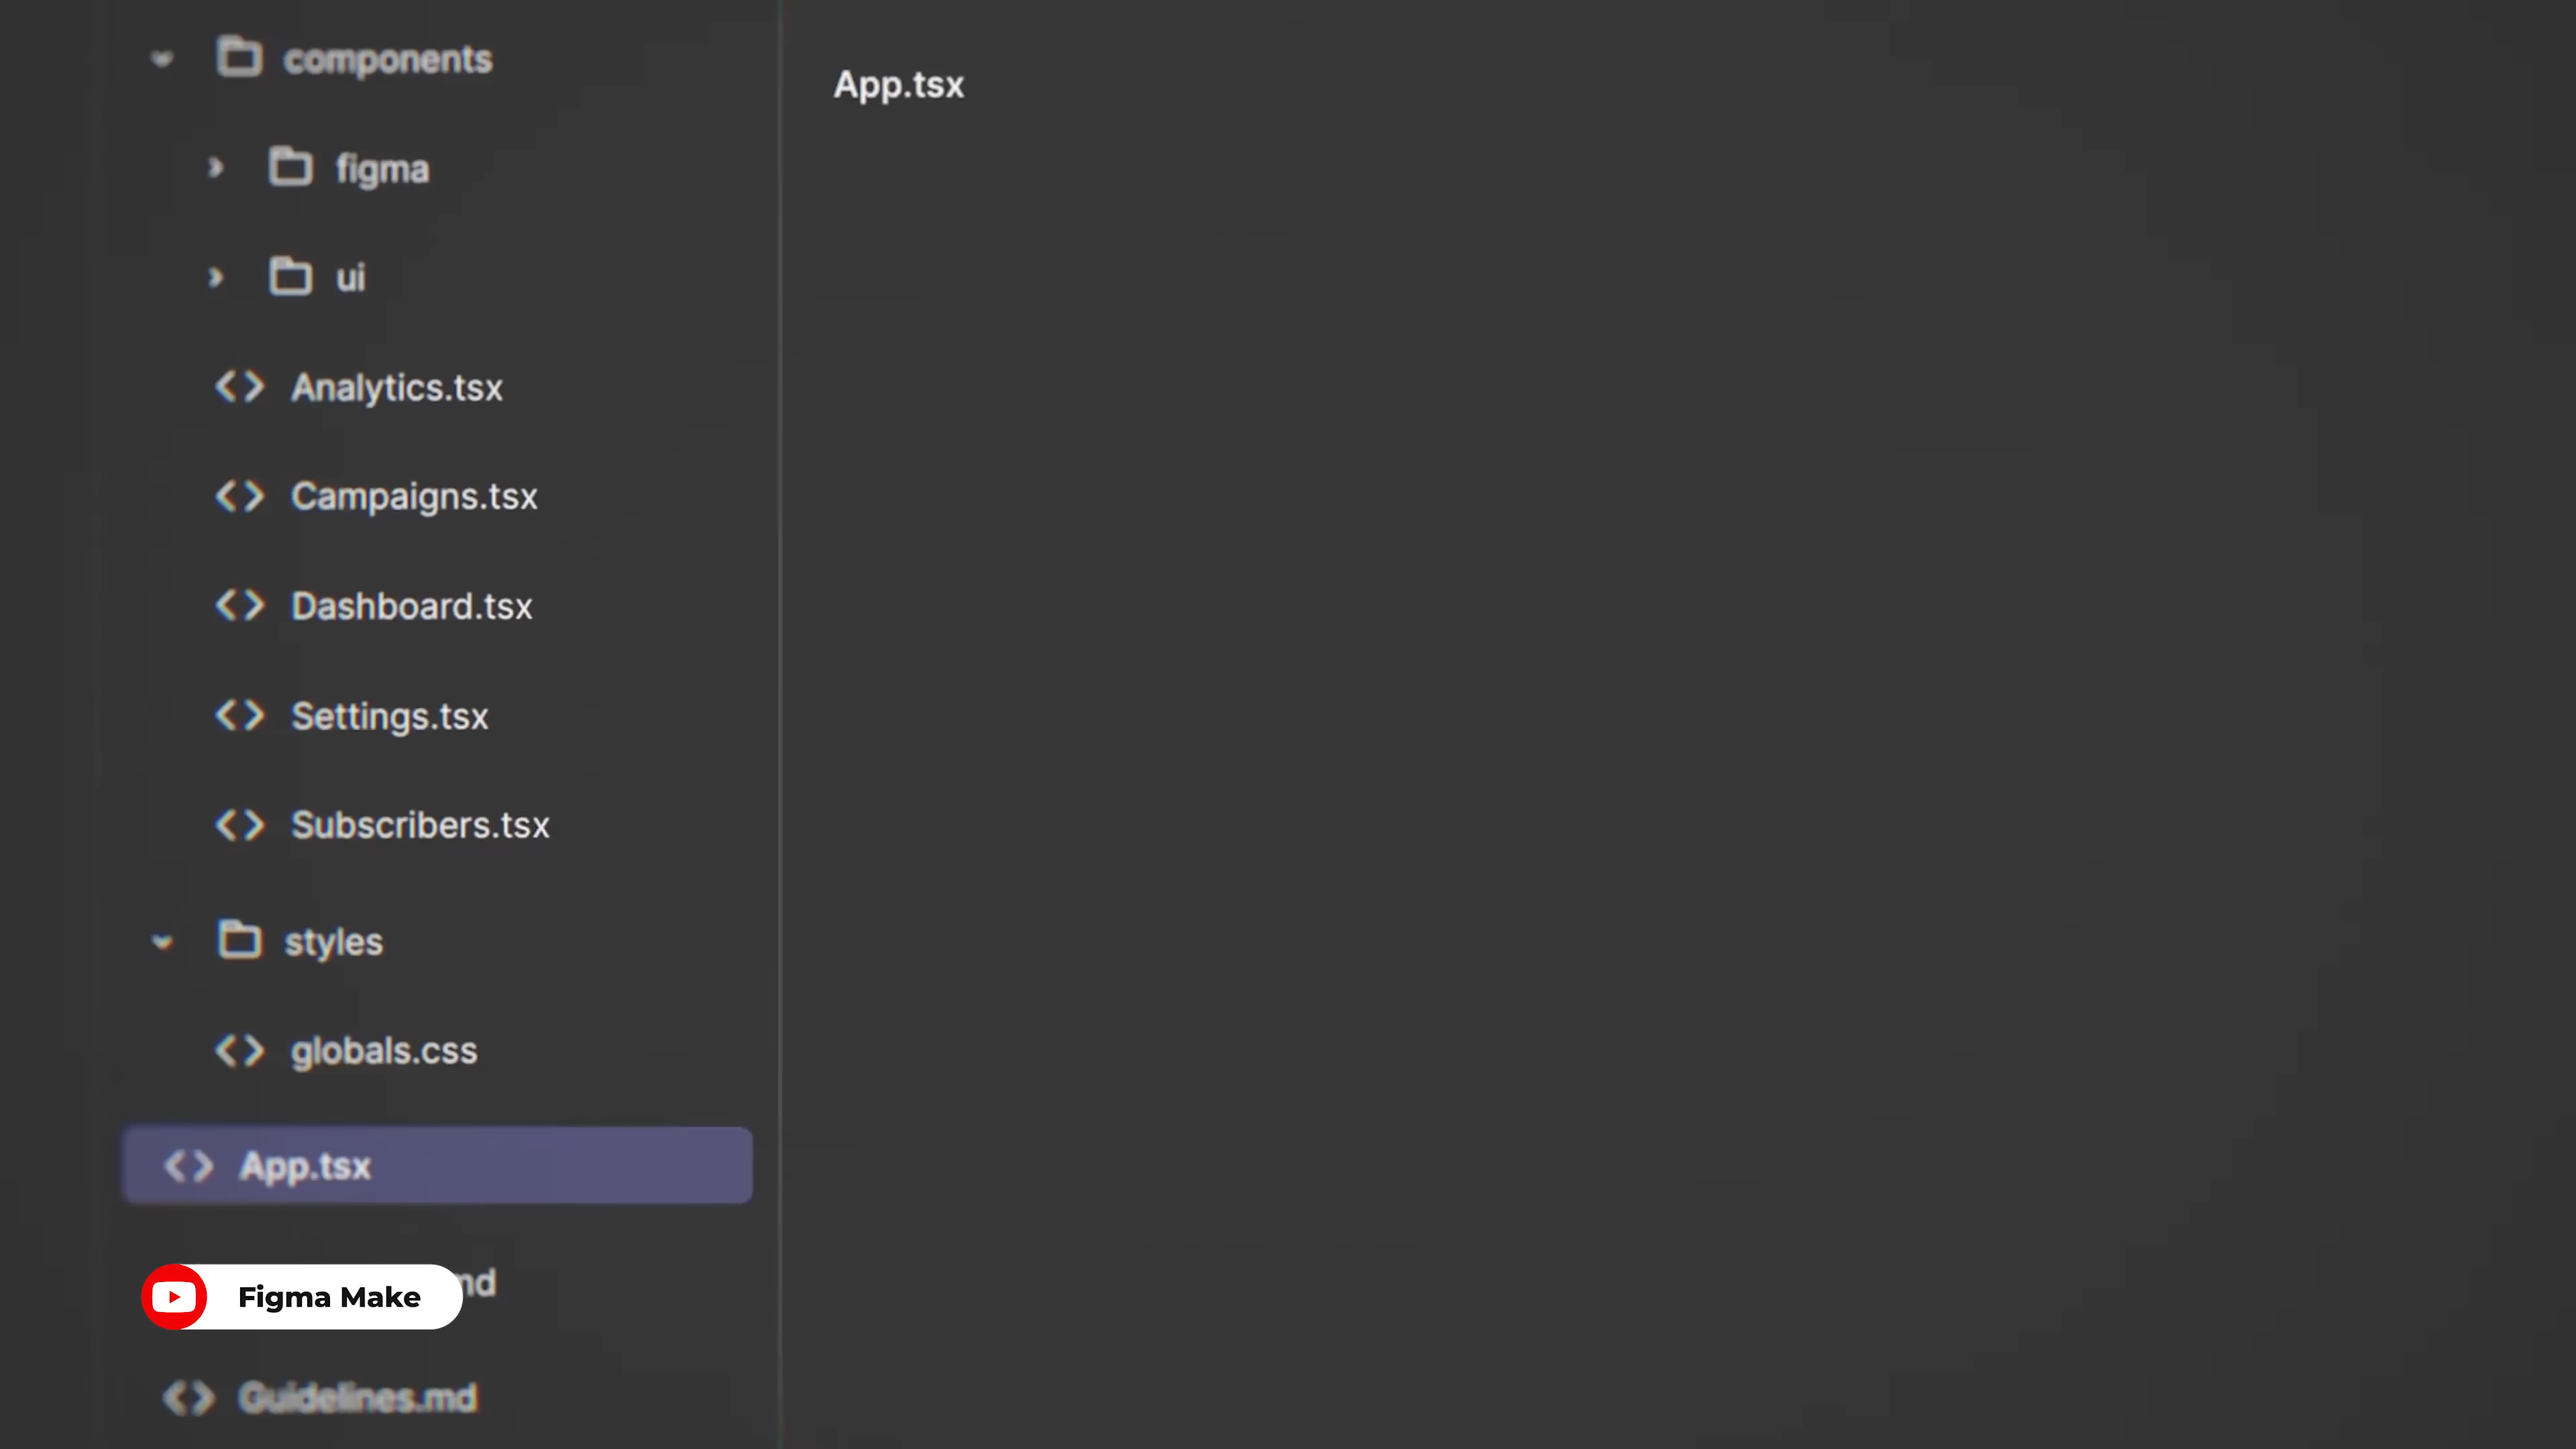 components
figma
ui
Analytics.tsx
Campaigns.tsx
Dashboard.tsx
Settings.tsx
Subscribers.tsx
styles
globals.css
App.tsx
md
Figma Make
Guidelines.md
App.tsx